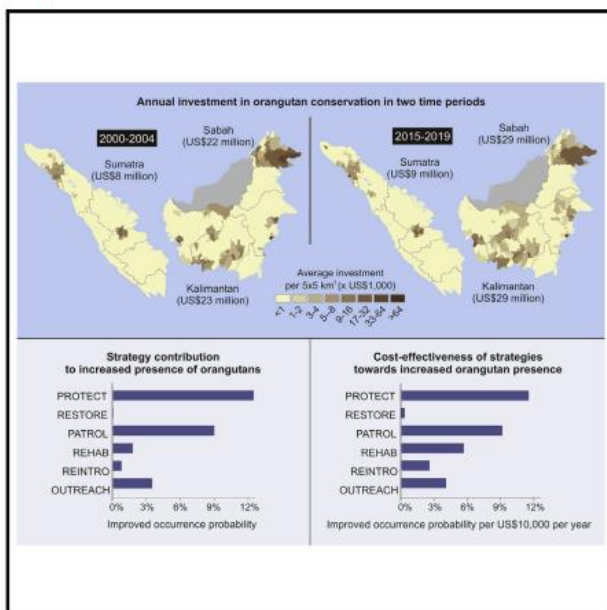 Annual investment in orangutan conservation in two time periods
2000-2004
Sabah
(US$22 million)
Sumatra
(US$8 million)
Kalimantan
(US$23 million)
2015-2019
Sabah
(US$29 million)
Sumatra
(US$9 million)
Kalimantan
(US$29 million)
Average investment
per 5x5 km² (x US$1,000)
<1
1-2
3-4
5-8
9-16
17-32
33-64
>64
Strategy contribution
to increased presence of orangutans
PROTECT
RESTORE
PATROL
REHAB
REINTRO
OUTREACH
0% 3% 6% 9% 12%
Improved occurrence probability
Cost-effectiveness of strategies
towards increased orangutan presence
PROTECT
RESTORE
PATROL
REHAB
REINTRO
OUTREACH
0% 3% 6% 9% 12%
Improved occurrence probability per US$10,000 per year